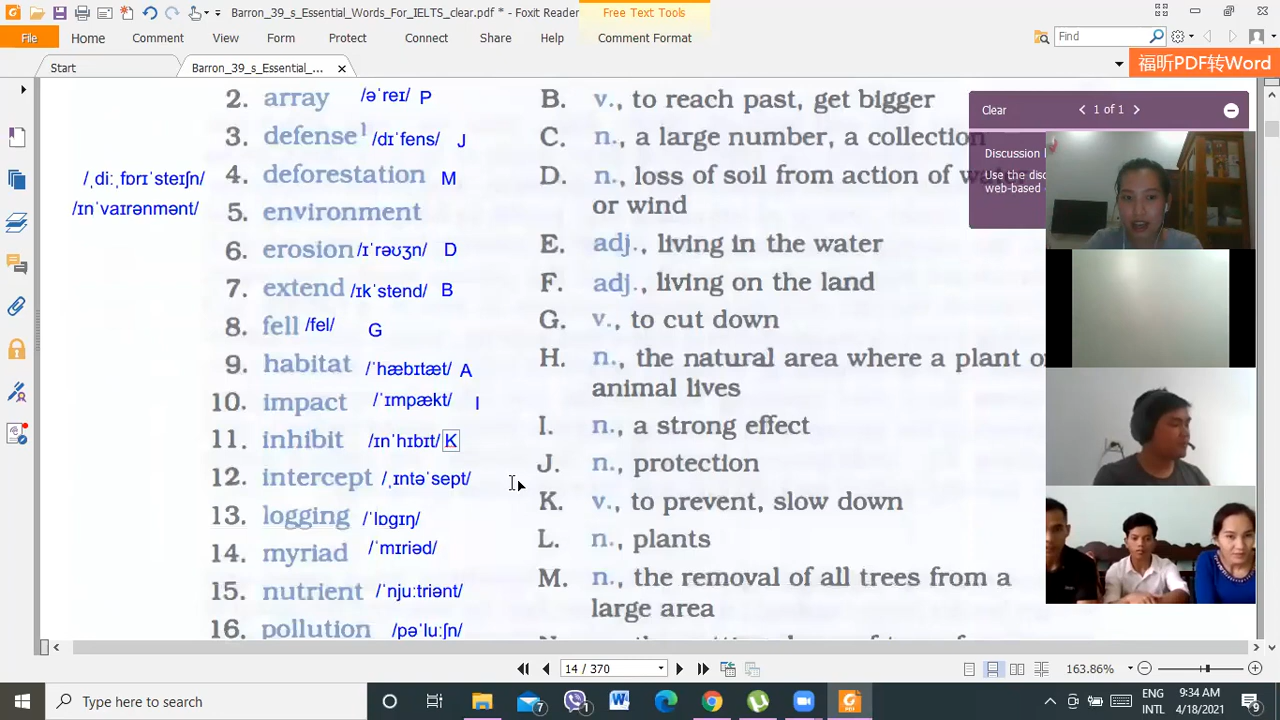 Barron_39_s_Essential_Words_For_IELTS_clear.pdf * - Foxit Reader
Free Text Tools
File Home Comment View Form Protect Connect Share Help Comment Format Find
Start Barron_39_s_Essential_...
福昕PDF转Word
2. array /əˈreɪ/ P B. v., to reach past, get bigger
3. defense¹ /dɪˈfens/ J C. n., a large number, a collection
/ˌdiːˌfɒrɪˈsteɪʃn/ 4. deforestation M D. n., loss of soil from action of
/ɪnˈvaɪrənmənt/ 5. environment or wind
6. erosion /ɪˈrəʊʒn/ D E. adj., living in the water
7. extend /ɪkˈstend/ B F. adj., living on the land
8. fell /fel/ G G. v., to cut down
9. habitat /ˈhæbɪtæt/ A H. n., the natural area where a plant or
animal lives
10. impact /ˈɪmpækt/ I I. n., a strong effect
11. inhibit /ɪnˈhɪbɪt/ K J. n., protection
12. intercept /ˌɪntəˈsept/ K. v., to prevent, slow down
13. logging /ˈlɒgɪŋ/ L. n., plants
14. myriad /ˈmɪriəd/ M. n., the removal of all trees from a
15. nutrient /ˈnjuːtriənt/ large area
16. pollution /pəˈluːʃn/
Clear 1 of 1
Discussion
Use the disc
web-based
14 / 370 163.86%
Type here to search
7 1 ENG 9:34 AM
INTL 4/18/2021 9